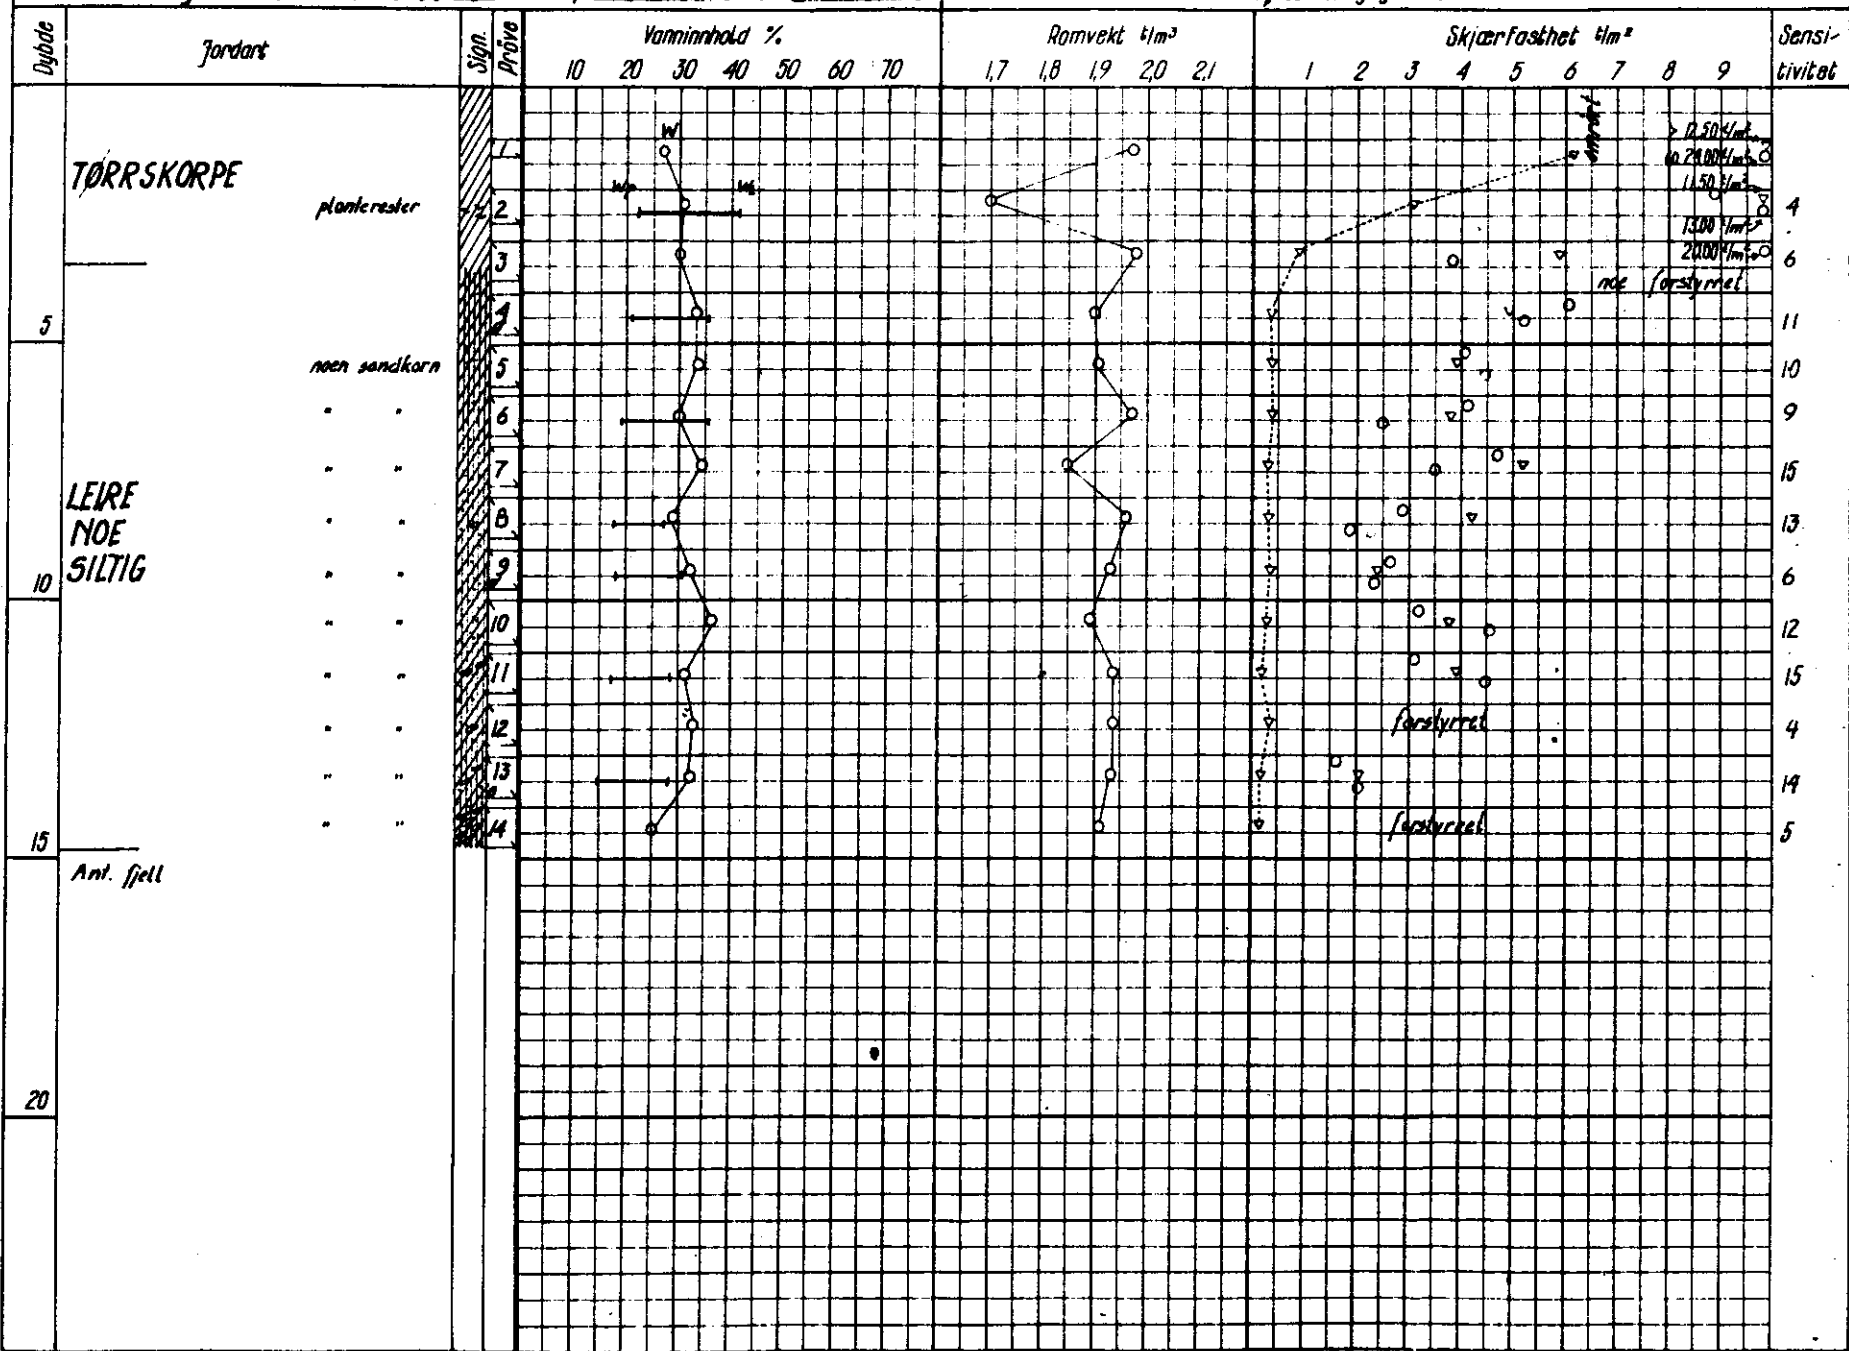 Dybde Jordart Sign. Prøve Vanninnhold % Romvekt t/m³ Skjærfasthet t/m² Sensi-
10 20 30 40 50 60 70 1,7 1,8 1,9 2,0 2,1 1 2 3 4 5 6 7 8 9 tivitet
omrørt
W 1 > 12.50 t/m²
24.00 t/m²
TØRRSKORPE
Wp 11.50 t/m²
planterester 2 4
13.00 t/m²
3 20.00 t/m² 6
noe forstyrret
5 4 11
noen sandkorn 5 10
" " 6 9
" " 7 15
LEIRE
NOE
SILTIG
" " 8 13
10 " " 9 6
" " 10 12
" " 11 15
" " 12 forstyrret 4
" " 13 14
15 " " 14 forstyrret 5
Ant. fjell
20